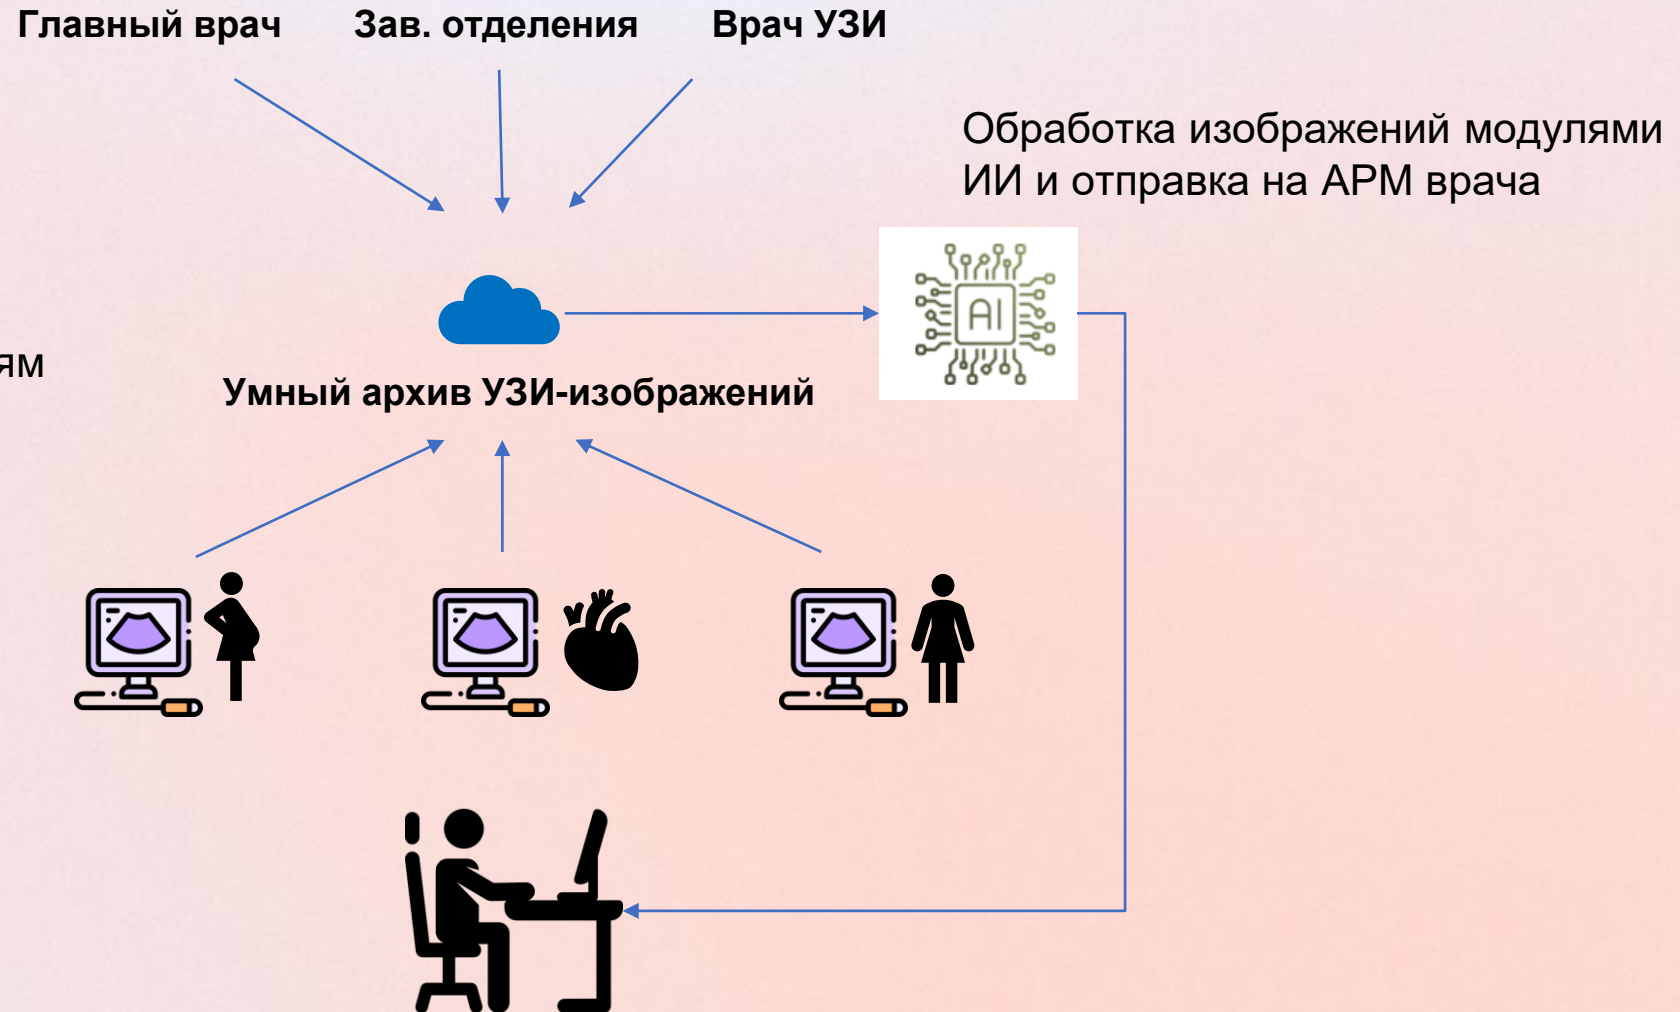 Главный врач
Зав. отделения
Врач УЗИ
Обработка изображений модулями
ИИ и отправка на АРМ врача
AI
ям
Умный архив УЗИ-изображений